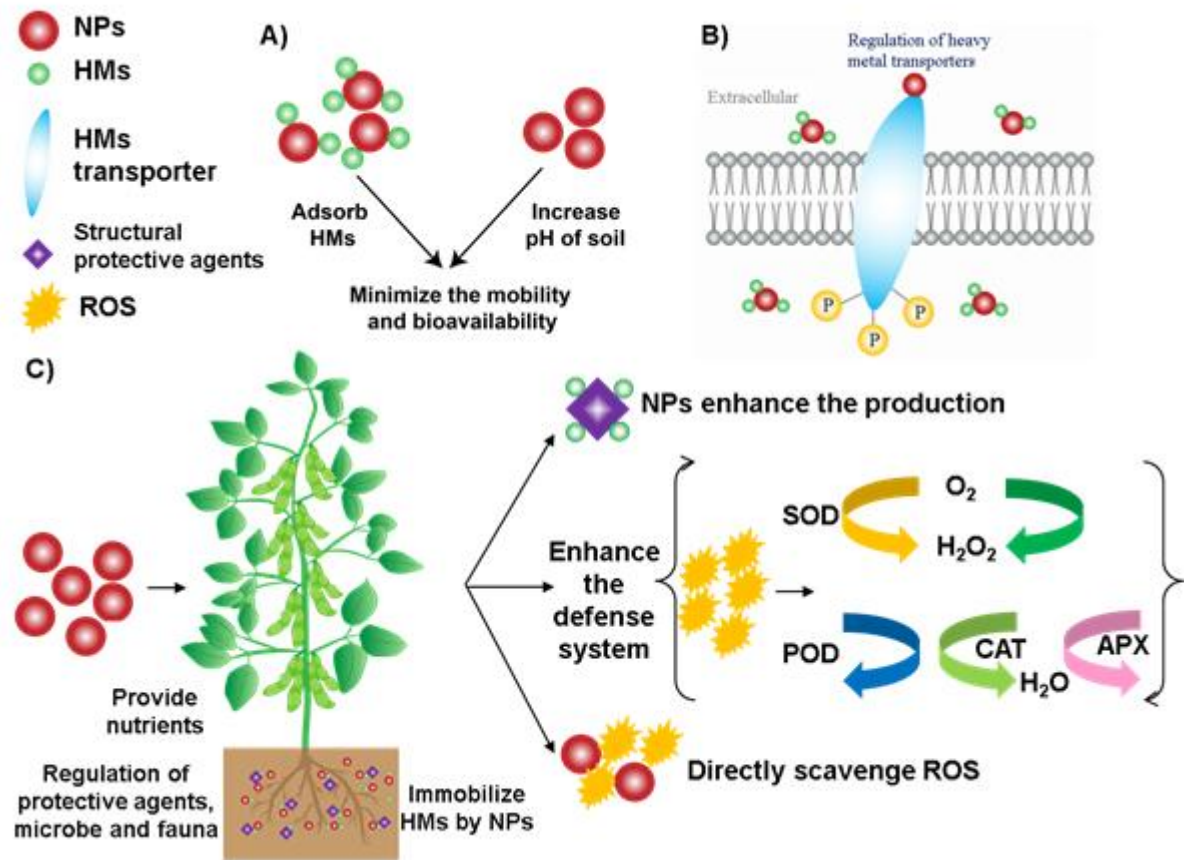 NPs
HMs
HMs
transporter
Structural
protective agents
ROS
A)
Adsorb
HMs
Increase
pH of soil
Minimize the mobility
and bioavailability
B)
Regulation of heavy
metal transporters
Extracellular
P
P
P
C)
Provide
nutrients
Regulation of
protective agents,
microbe and fauna
Immobilize
HMs by NPs
NPs enhance the production
Enhance
the
defense
system
SOD
O₂
H₂O₂
POD
CAT
H₂O
APX
Directly scavenge ROS